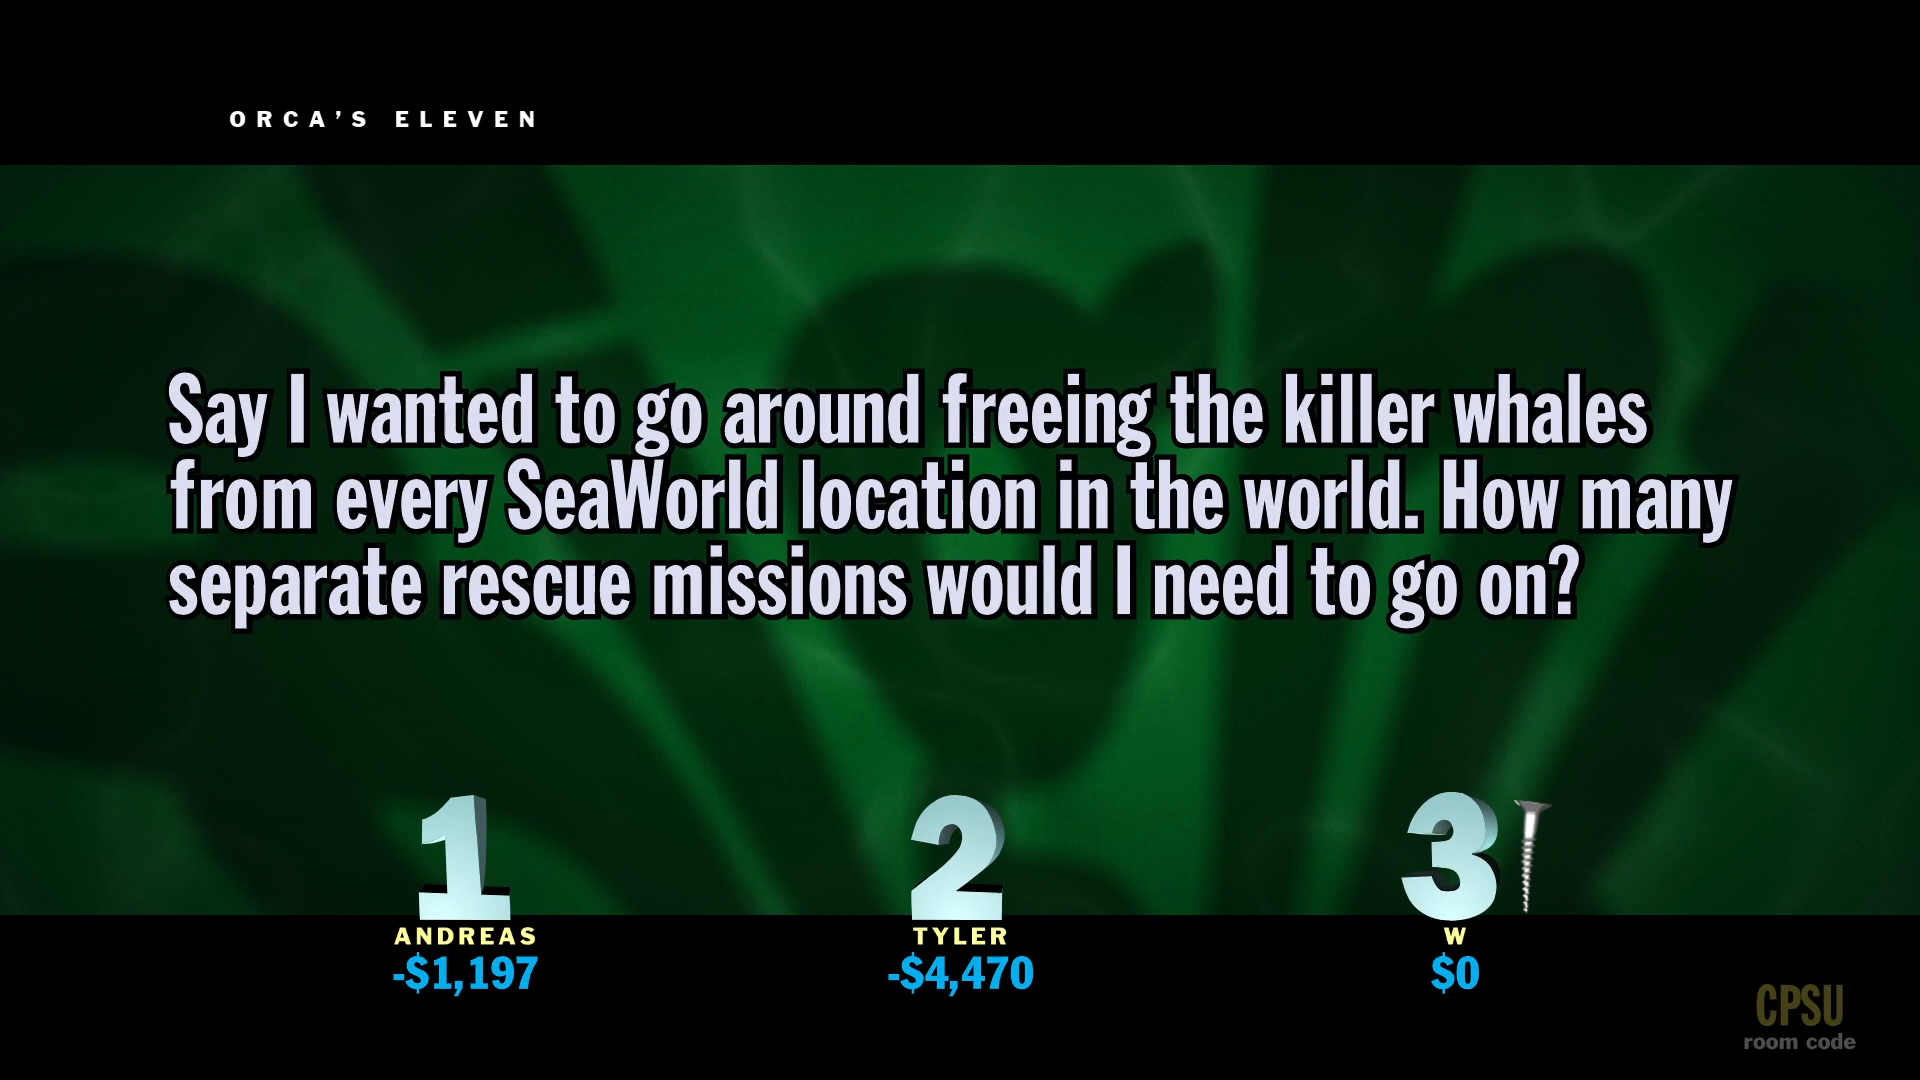 ORCA’S ELEVEN
Say I wanted to go around freeing the killer whales
from every SeaWorld location in the world. How many
separate rescue missions would I need to go on?
1 2 3
ANDREAS TYLER W
-$1,197 -$4,470 $0
CPSU
room code